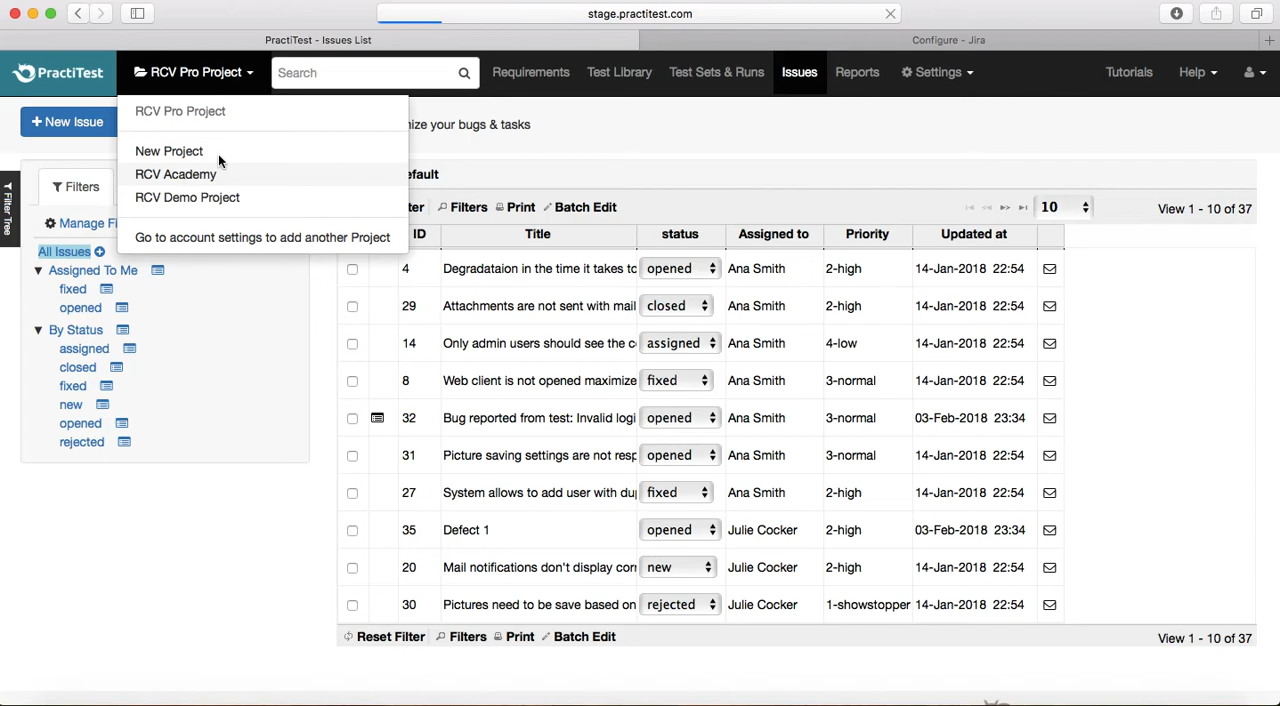 stage.practitest.com
PractiTest - Issues List
Configure - Jira
PractiTest
RCV Pro Project
Search
Requirements
Test Library
Test Sets & Runs
Issues
Reports
Settings
Tutorials
Help
+ New Issue
RCV Pro Project
New Project
RCV Academy
RCV Demo Project
Go to account settings to add another Project
ize your bugs & tasks
Filter Tree
Filters
Manage Fi
All Issues
Assigned To Me
fixed
opened
By Status
assigned
closed
fixed
new
opened
rejected
efault
ter Filters Print Batch Edit
10
View 1 - 10 of 37
ID Title status Assigned to Priority Updated at
4 Degradataion in the time it takes to opened Ana Smith 2-high 14-Jan-2018 22:54
29 Attachments are not sent with mail closed Ana Smith 2-high 14-Jan-2018 22:54
14 Only admin users should see the c assigned Ana Smith 4-low 14-Jan-2018 22:54
8 Web client is not opened maximize fixed Ana Smith 3-normal 14-Jan-2018 22:54
32 Bug reported from test: Invalid logi opened Ana Smith 3-normal 03-Feb-2018 23:34
31 Picture saving settings are not resp opened Ana Smith 3-normal 14-Jan-2018 22:54
27 System allows to add user with du fixed Ana Smith 2-high 14-Jan-2018 22:54
35 Defect 1 opened Julie Cocker 2-high 03-Feb-2018 23:34
20 Mail notifications don't display corr new Julie Cocker 2-high 14-Jan-2018 22:54
30 Pictures need to be save based on rejected Julie Cocker 1-showstopper 14-Jan-2018 22:54
Reset Filter Filters Print Batch Edit
View 1 - 10 of 37